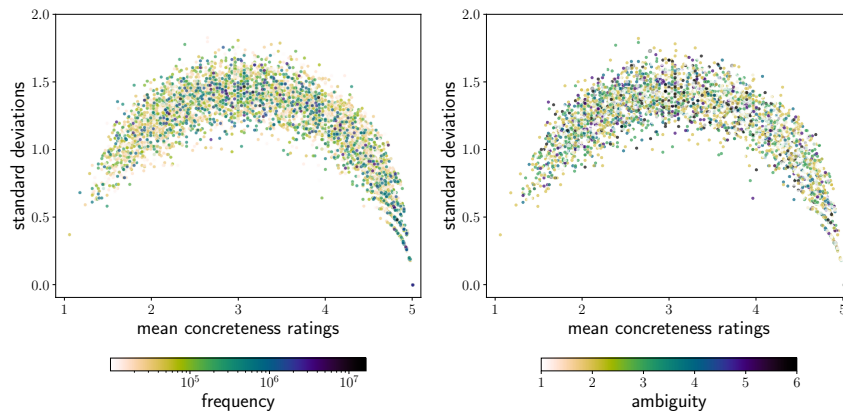 2.0
1.5
1.0
0.5
0.0
standard deviations
1 2 3 4 5
mean concreteness ratings
10^5 10^6 10^7
frequency
2.0
1.5
1.0
0.5
0.0
standard deviations
1 2 3 4 5
mean concreteness ratings
1 2 3 4 5 6
ambiguity